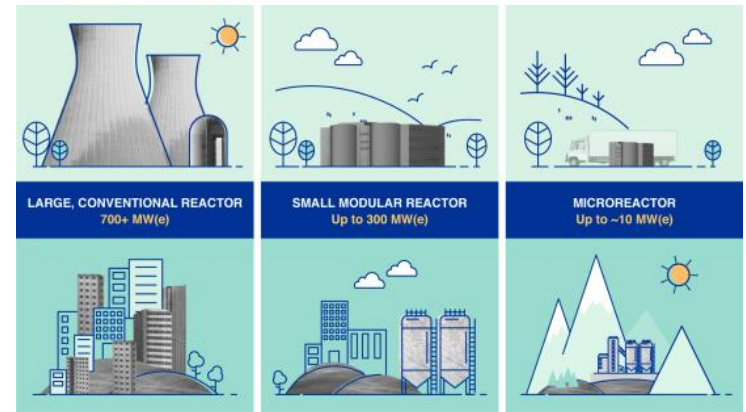 LARGE, CONVENTIONAL REACTOR
700+ MW(e)
SMALL MODULAR REACTOR
Up to 300 MW(e)
MICROREACTOR
Up to ~10 MW(e)